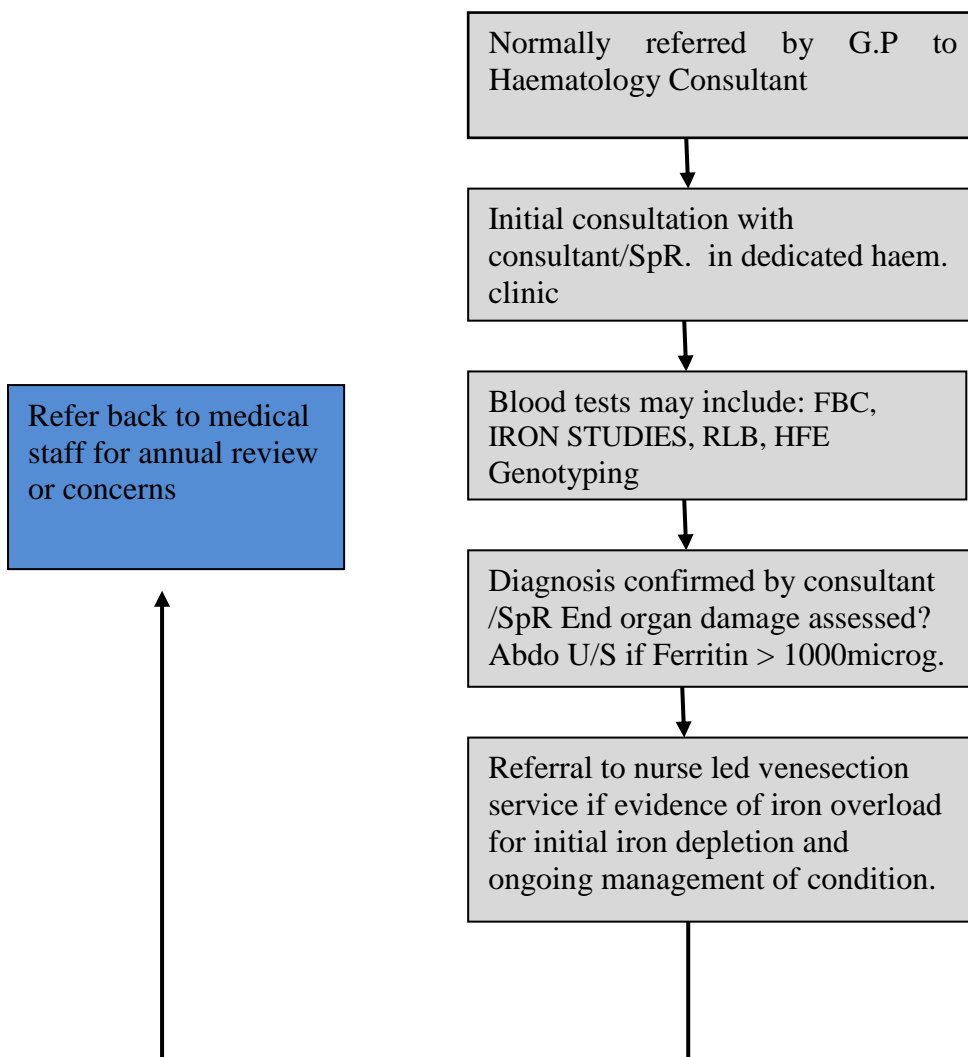 Normally referred by G.P to
Haematology Consultant
Initial consultation with
consultant/SpR. in dedicated haem.
clinic
Blood tests may include: FBC,
IRON STUDIES, RLB, HFE
Genotyping
Refer back to medical
staff for annual review
or concerns
Diagnosis confirmed by consultant
/SpR End organ damage assessed?
Abdo U/S if Ferritin > 1000microg.
Referral to nurse led venesection
service if evidence of iron overload
for initial iron depletion and
ongoing management of condition.